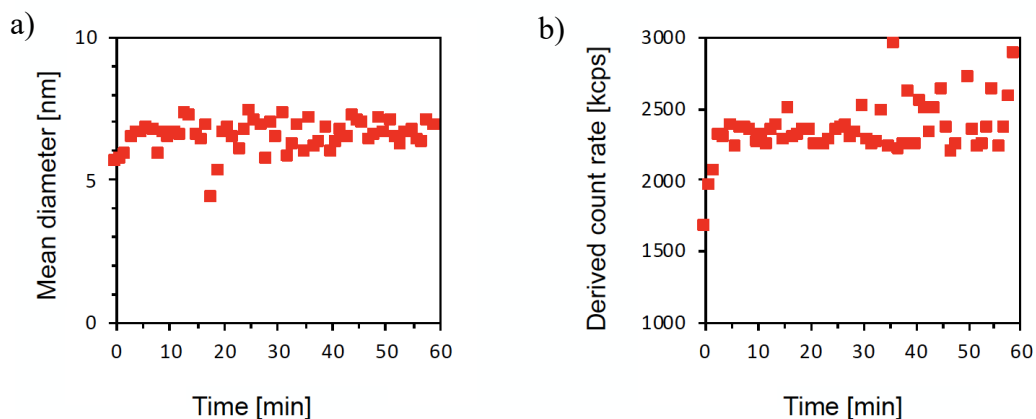 a)
Mean diameter [nm]
10
5
0
0 10 20 30 40 50 60
Time [min]
b)
Derived count rate [kcps]
3000
2500
2000
1500
1000
0 10 20 30 40 50 60
Time [min]